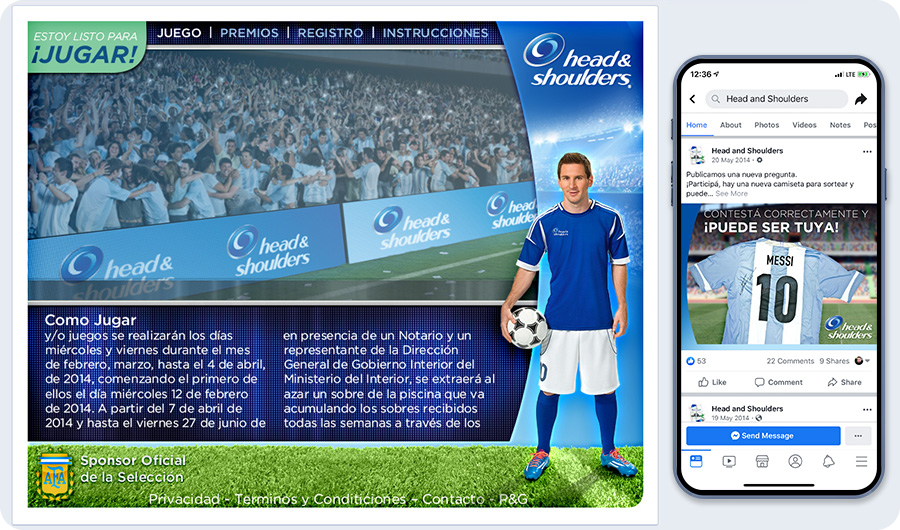 ESTOY LISTO PARA
¡JUGAR!
JUEGO | PREMIOS | REGISTRO | INSTRUCCIONES
head&
shoulders®
head&
shoulders
head&
shoulders
head&
shoulders
head&
shoulders
Como Jugar
y/o juegos se realizarán los días
miércoles y viernes durante el mes
de febrero, marzo, hasta el 4 de abril,
de 2014, comenzando el primero de
ellos el día miércoles 12 de febrero
de 2014. A partir del 7 de abril de
2014 y hasta el viernes 27 de junio de
en presencia de un Notario y un
representante de la Dirección
General de Gobierno Interior del
Ministerio del Interior, se extraerá al
azar un sobre de la piscina que va
acumulando los sobres recibidos
todas las semanas a través de los
0
AFA
Sponsor Oficial
de la Selección
Privacidad - Términos y Conditiciones - Contacto - P&G
12:36
LTE
Head and Shoulders
Home About Photos Videos Notes Pos
Head and Shoulders
20 May 2014
Publicamos una nueva pregunta.
¡Participá, hay una nueva camiseta para sortear y
puede... See More
CONTESTÁ CORRECTAMENTE Y
¡PUEDE SER TUYA!
MESSI
10
head&
shoulders
53
22 Comments 9 Shares
Like Comment Share
Head and Shoulders
19 May 2014
Send Message